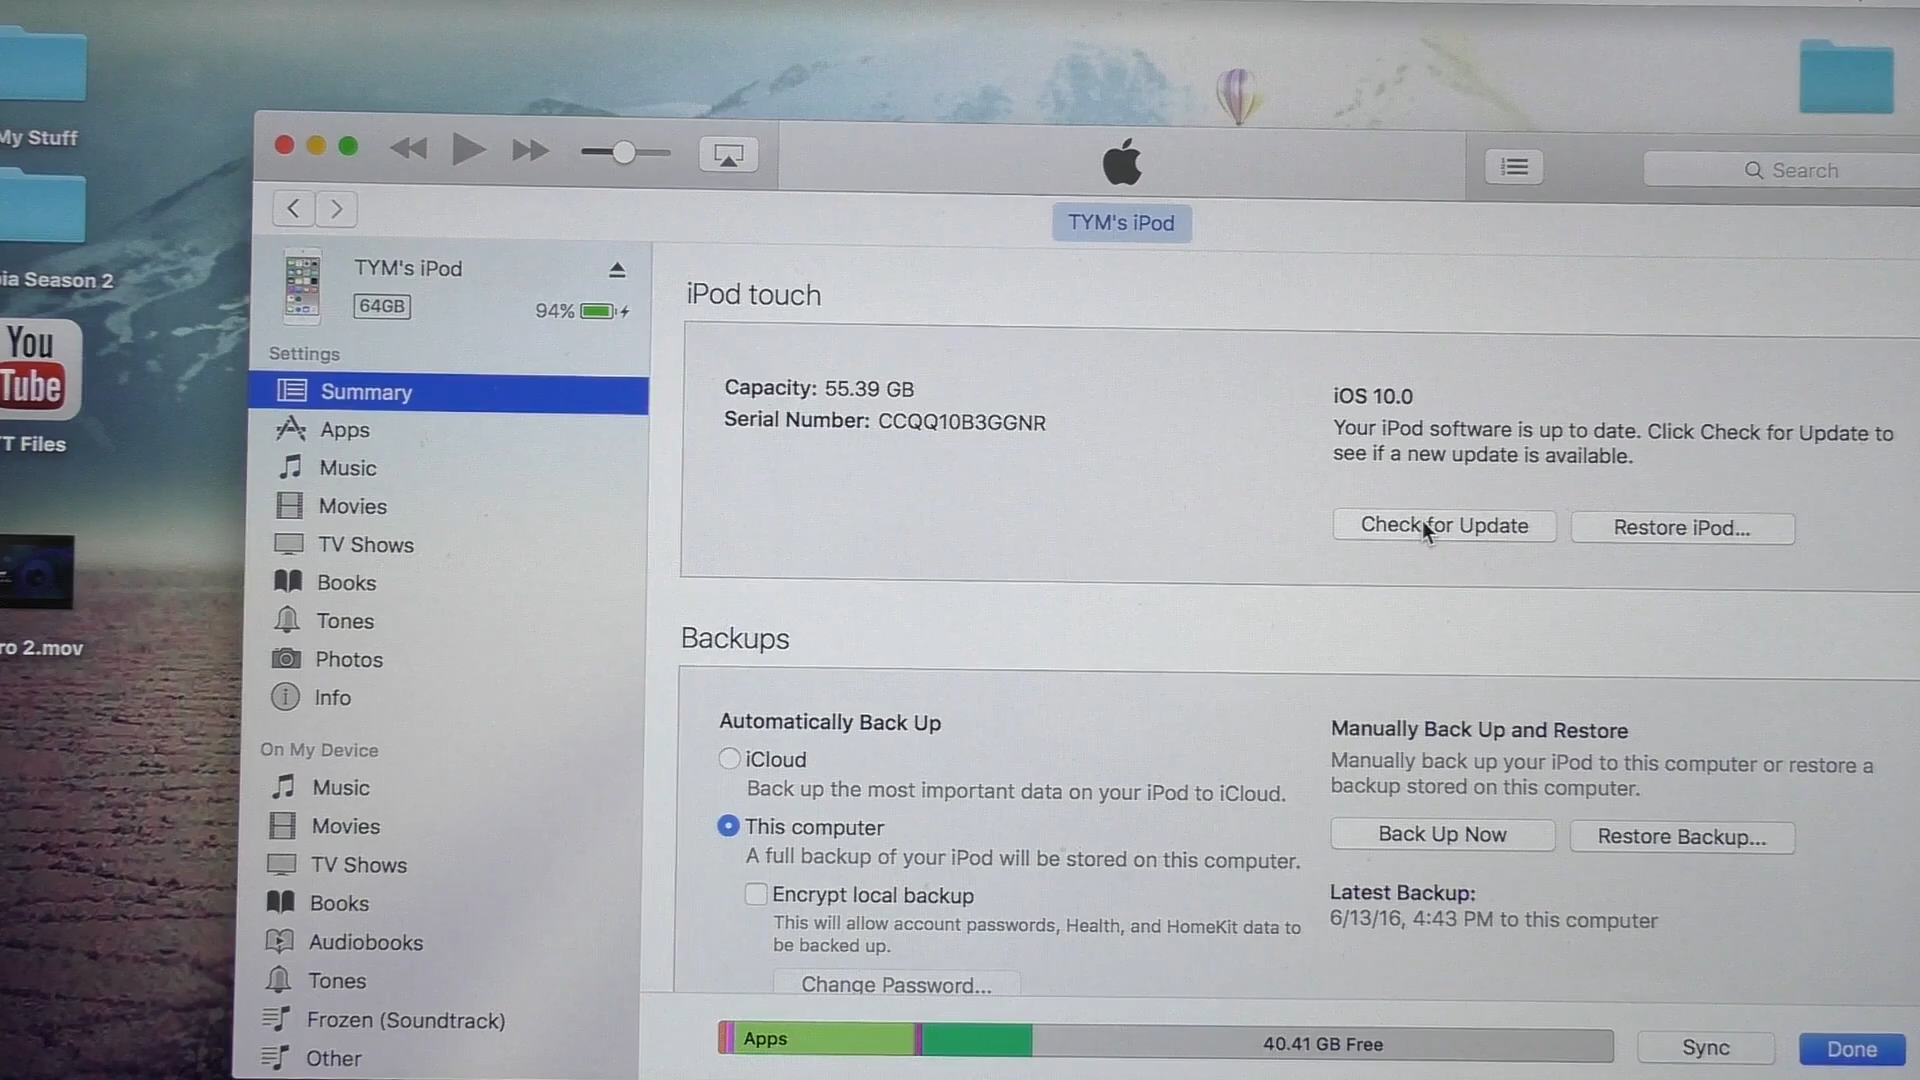 My Stuff
ia Season 2
You
Tube
T Files
ro 2.mov
Search
TYM's iPod
TYM's iPod
64GB
94%
Settings
Summary
Apps
Music
Movies
TV Shows
Books
Tones
Photos
Info
On My Device
Music
Movies
TV Shows
Books
Audiobooks
Tones
Frozen (Soundtrack)
Other
iPod touch
Capacity: 55.39 GB
Serial Number: CCQQ10B3GGNR
iOS 10.0
Your iPod software is up to date. Click Check for Update to
see if a new update is available.
Check for Update
Restore iPod...
Backups
Automatically Back Up
iCloud
Back up the most important data on your iPod to iCloud.
This computer
A full backup of your iPod will be stored on this computer.
Encrypt local backup
This will allow account passwords, Health, and HomeKit data to
be backed up.
Change Password...
Manually Back Up and Restore
Manually back up your iPod to this computer or restore a
backup stored on this computer.
Back Up Now
Restore Backup...
Latest Backup:
6/13/16, 4:43 PM to this computer
Apps
40.41 GB Free
Sync
Done